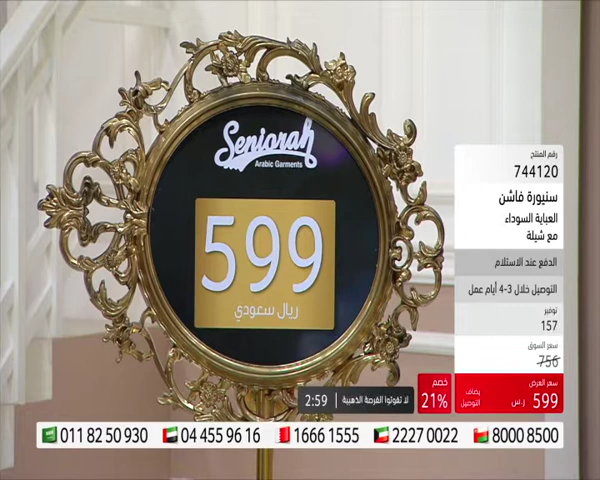 Seniorah
Arabic Garments
599
ريال سعودي
رقم المنتج
744120
سنيورة فاشن
العباية السوداء
مع شيلة
الدفع عند الاستلام
التوصيل خلال 3-4 أيام عمل
توفير
157
سعر السوق
756
سعر العرض
599 ر.س
يضاف
التوصيل
خصم
21%
لا تفوتوا الفرصة الذهبية | 2:59
011 82 50 930
04 455 96 16
1666 1555
2227 0022
8000 8500